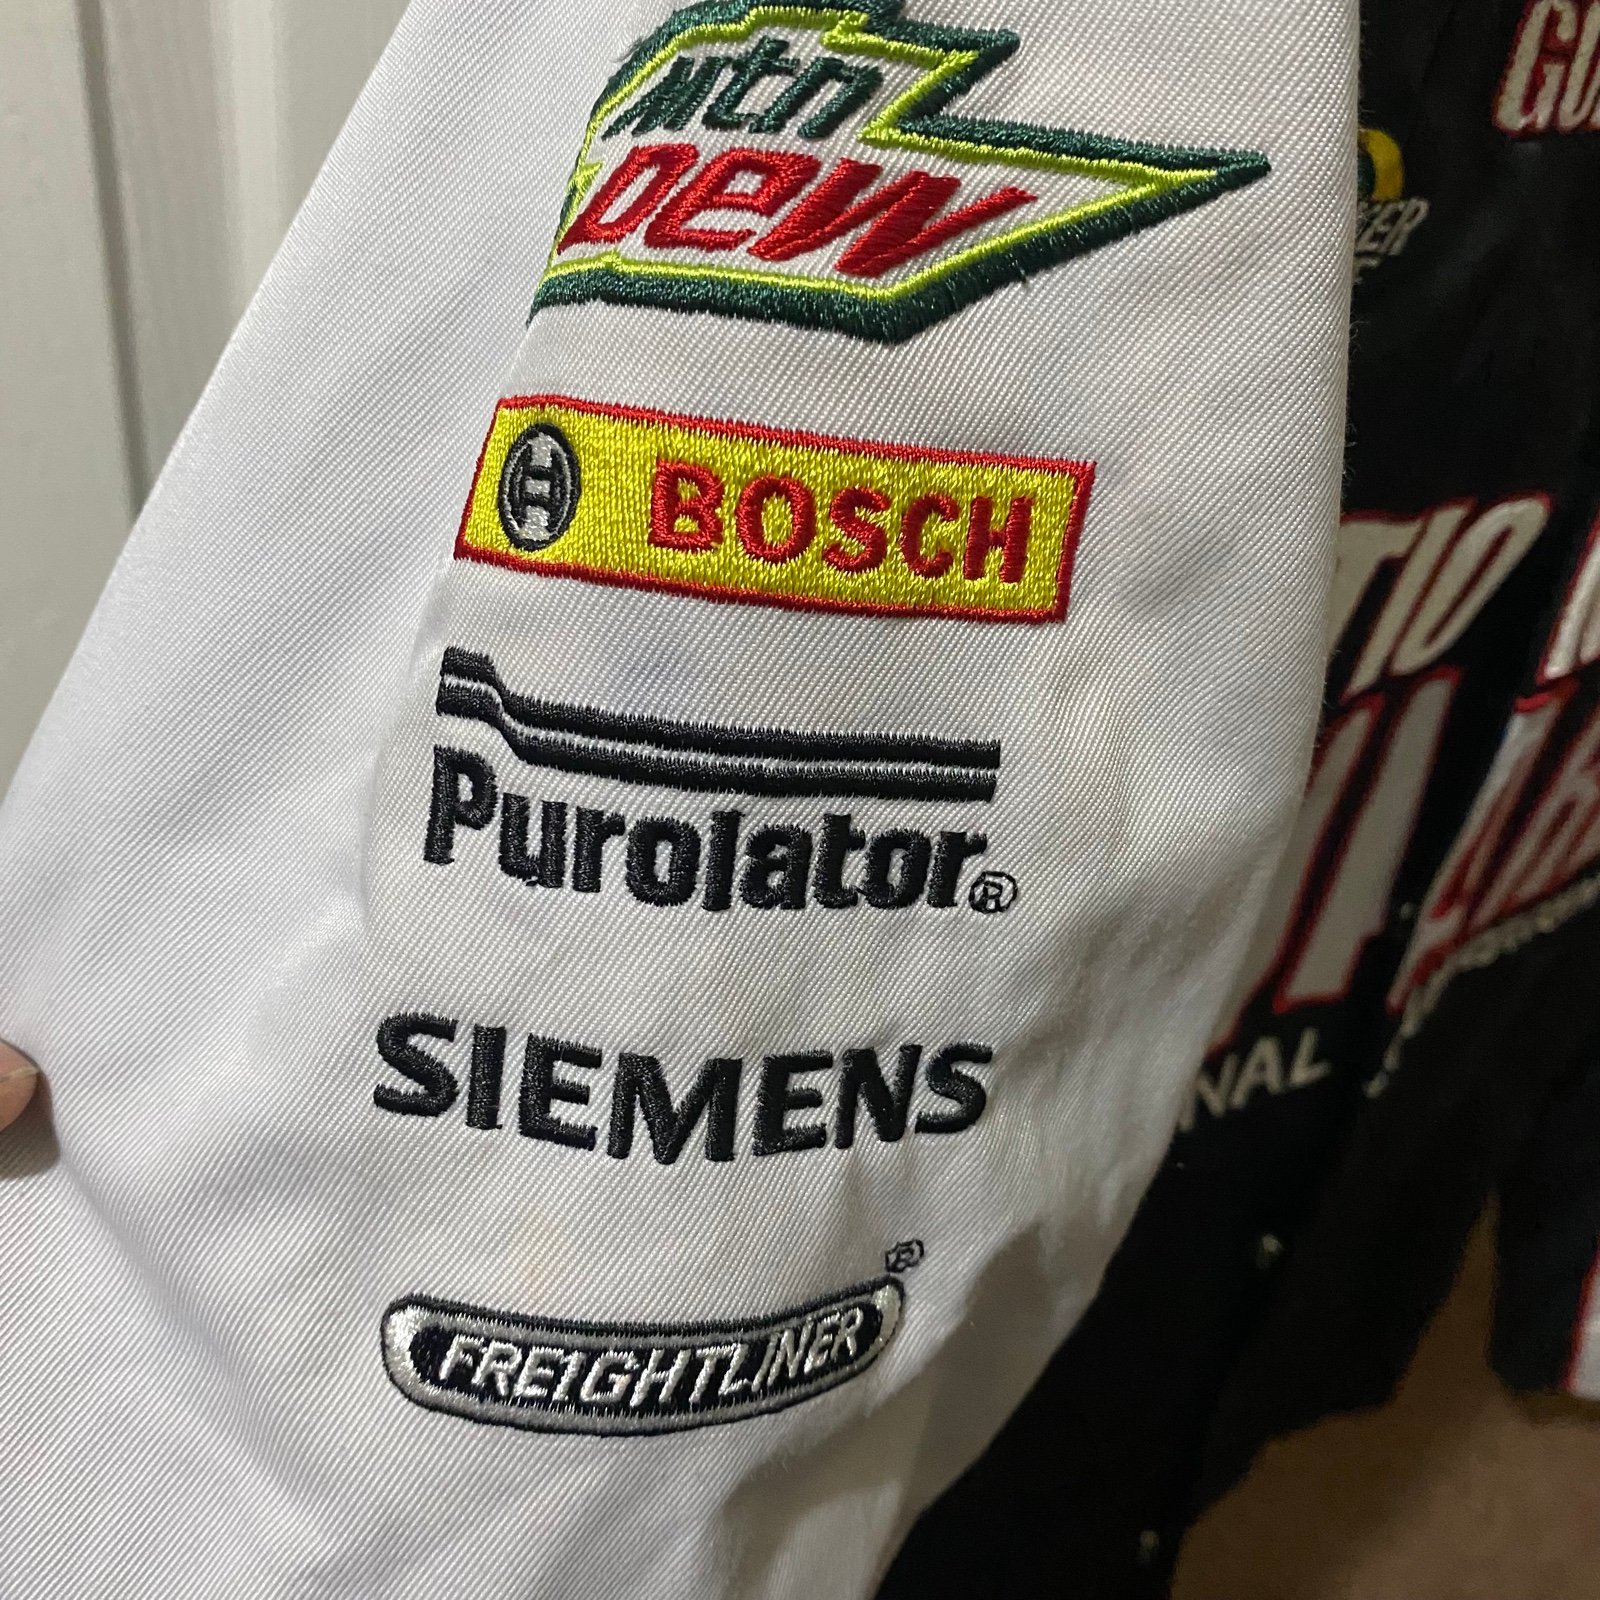 Mtn
DEW
BOSCH
Purolator®
SIEMENS
FREIGHTLINER®